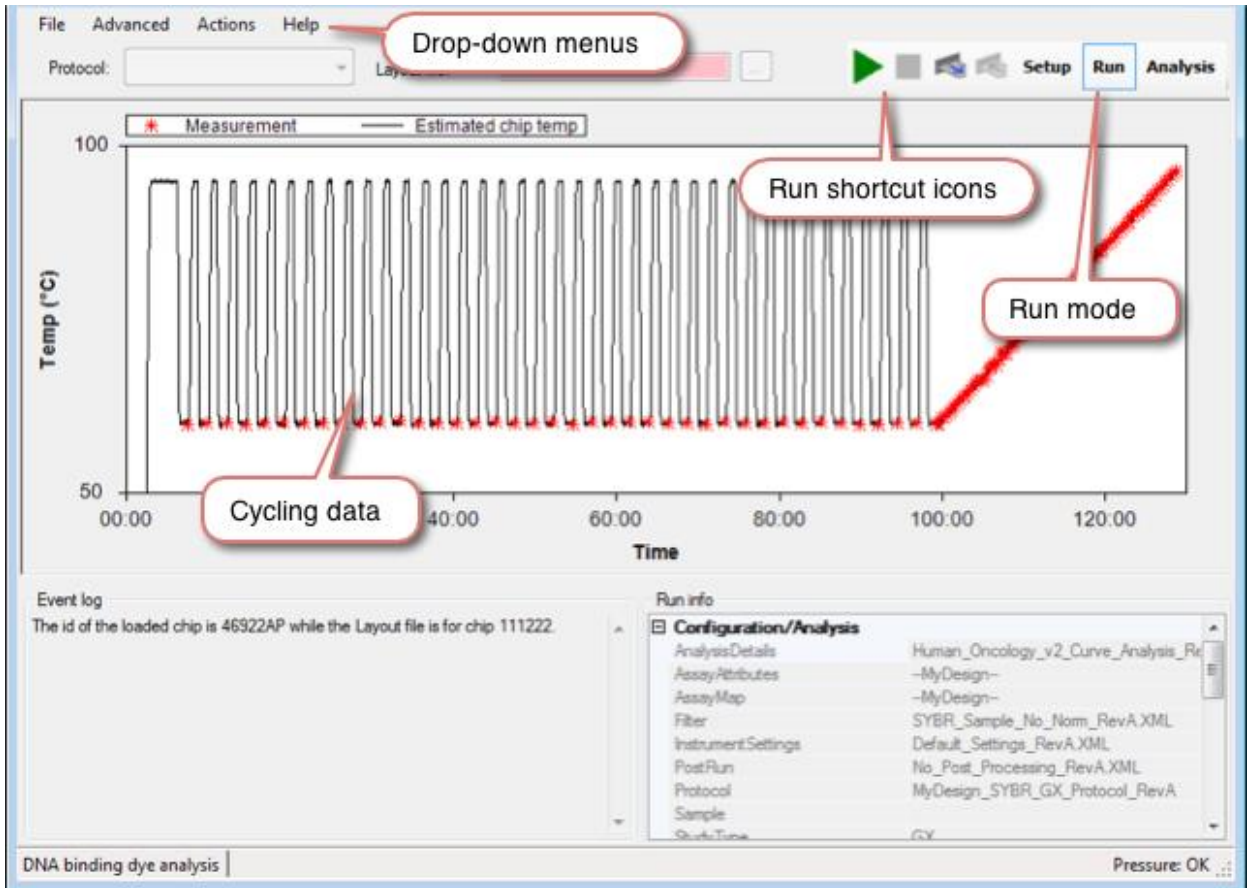 File Advanced Actions Help
Drop-down menus
Protocol:
Setup Run Analysis
Measurement Estimated chip temp
Run shortcut icons
Run mode
Cycling data
100
50
Temp (°C)
00:00 40:00 60:00 80:00 100:00 120:00
Time
Event log
The id of the loaded chip is 46922AP while the Layout file is for chip 111222.
Run info
Configuration/Analysis
AnalysisDetails Human_Oncology_v2_Curve_Analysis_Re
AssayAttributes --MyDesign--
AssayMap --MyDesign--
Filter SYBR_Sample_No_Norm_RevA.XML
InstrumentSettings Default_Settings_RevA.XML
PostRun No_Post_Processing_RevA.XML
Protocol MyDesign_SYBR_GX_Protocol_RevA
Sample
StudyType GX
DNA binding dye analysis
Pressure: OK